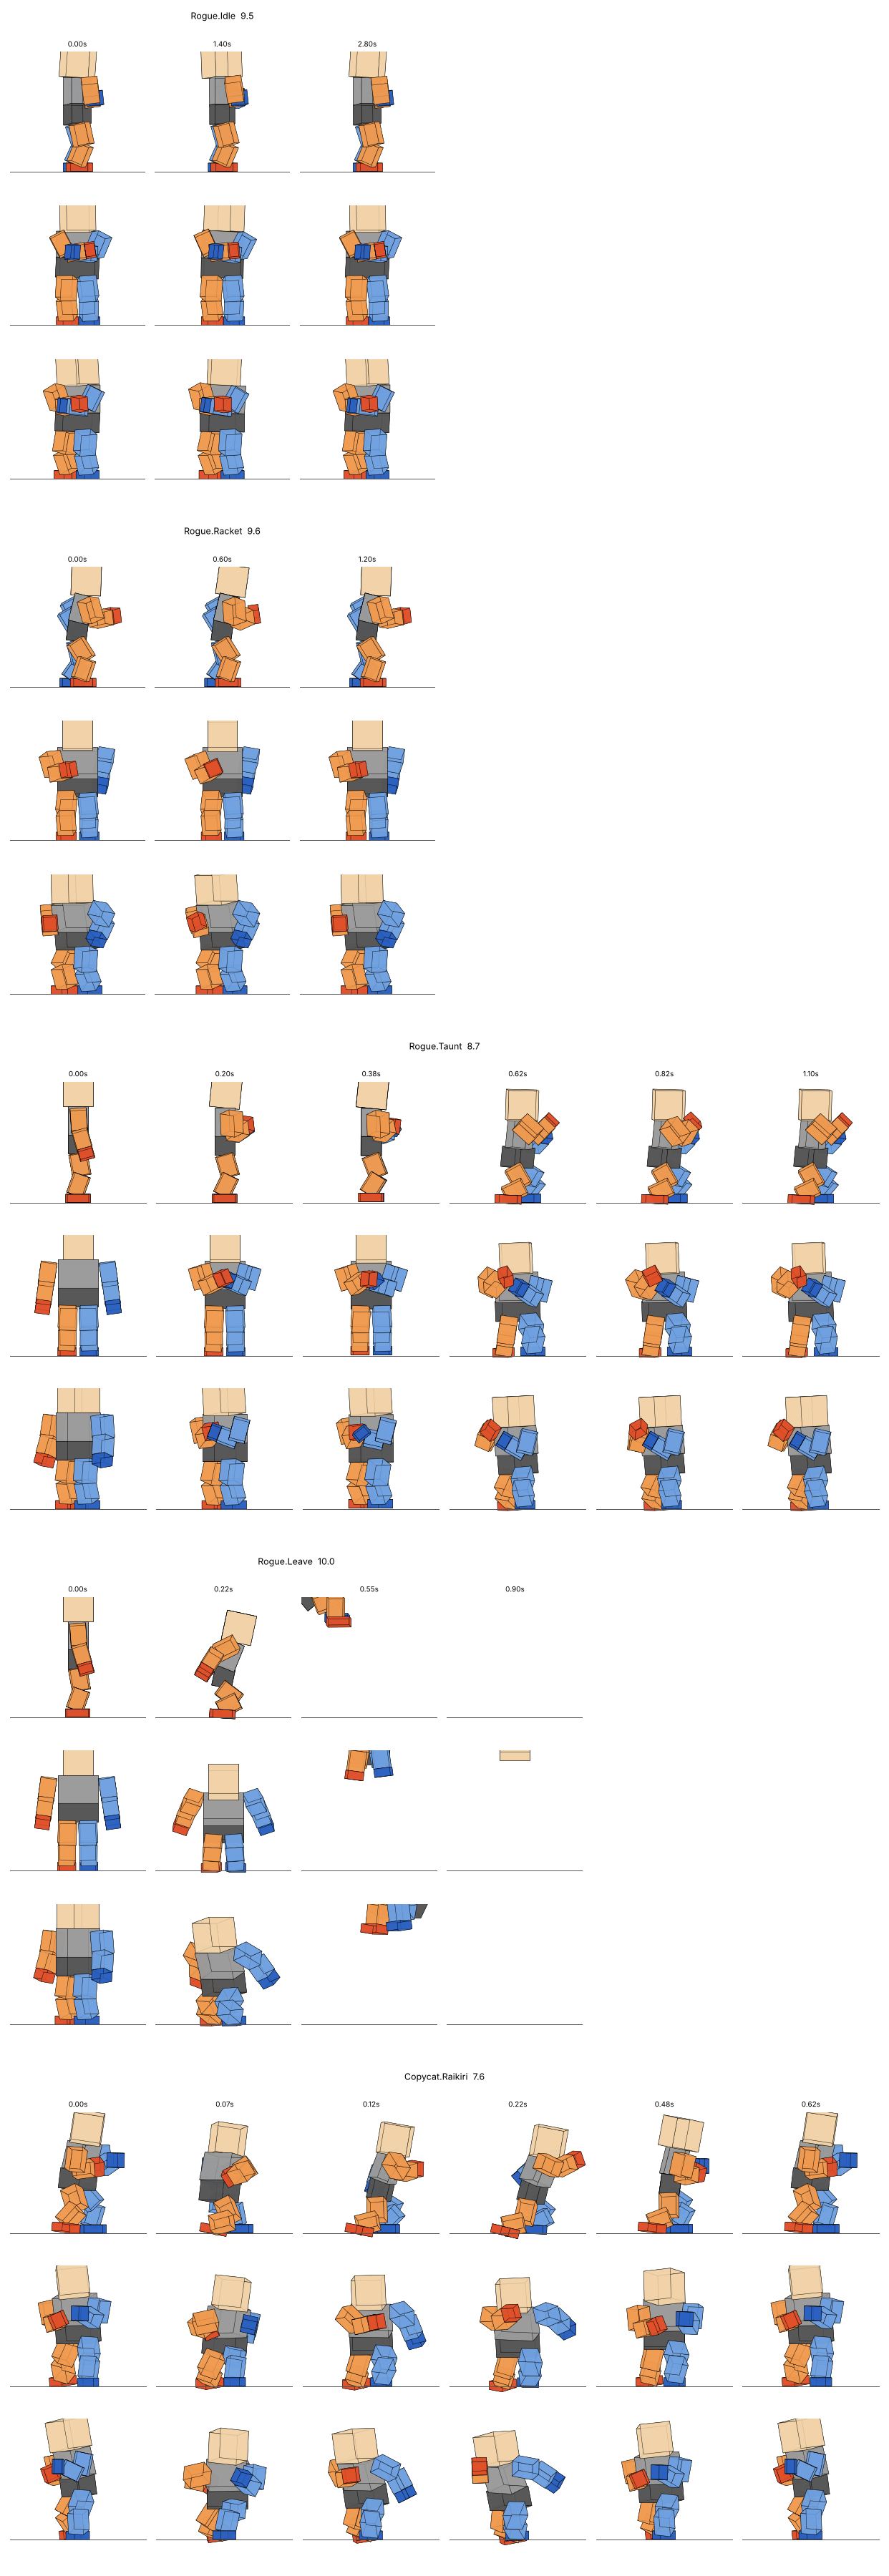 Rogue.Idle 9.5
0.00s 1.40s 2.80s
Rogue.Racket 9.6
0.00s 0.60s 1.20s
Rogue.Taunt 8.7
0.00s 0.20s 0.38s 0.62s 0.82s 1.10s
Rogue.Leave 10.0
0.00s 0.22s 0.55s 0.90s
Copycat.Raikiri 7.6
0.00s 0.07s 0.12s 0.22s 0.48s 0.62s